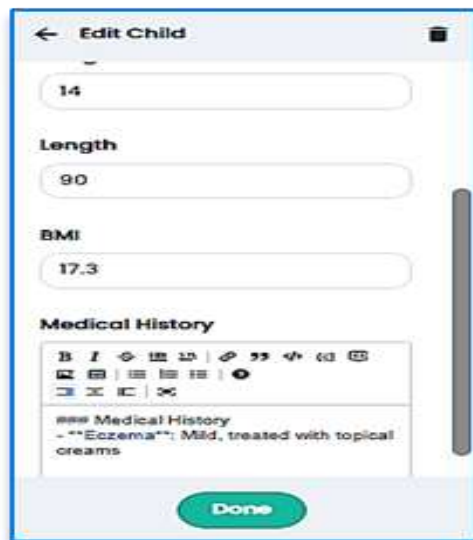 Edit Child
14
Length
90
BMI
17.3
Medical History
### Medical History
- **Eczema**: Mild, treated with topical
creams
Done